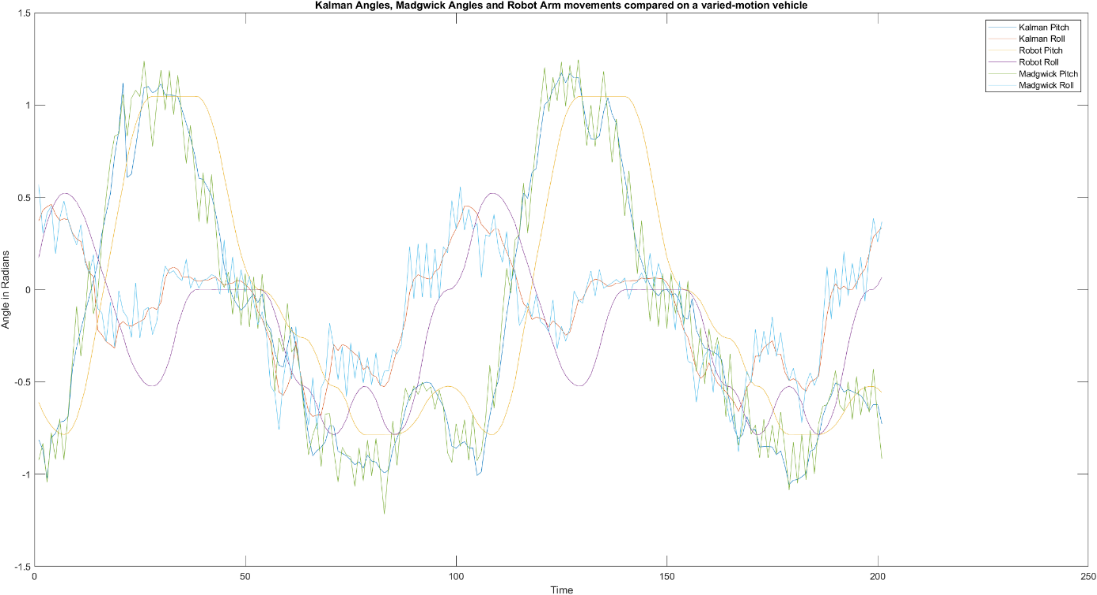 Kalman Angles, Madgwick Angles and Robot Arm movements compared on a varied-motion vehicle
1.5
1
0.5
0
-0.5
-1
-1.5
Angle in Radians
Kalman Pitch
Kalman Roll
Robot Pitch
Robot Roll
Madgwick Pitch
Madgwick Roll
0
50
100
150
200
250
Time